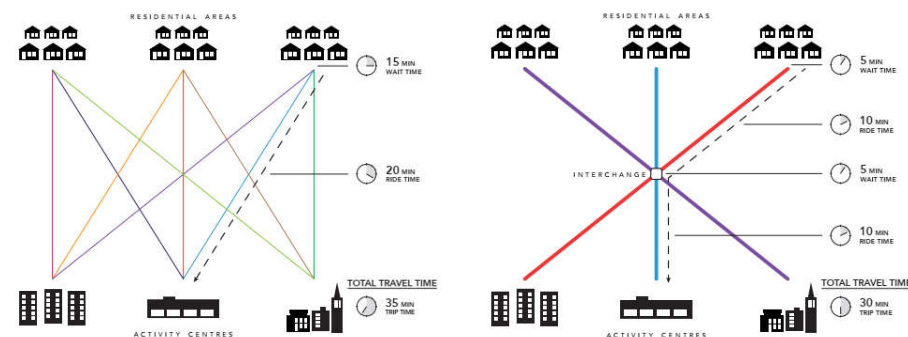 RESIDENTIAL AREAS
15 MIN
WAIT TIME
20 MIN
RIDE TIME
TOTAL TRAVEL TIME
35 MIN
TRIP TIME
ACTIVITY CENTRES
RESIDENTIAL AREAS
5 MIN
WAIT TIME
10 MIN
RIDE TIME
INTERCHANGE
5 MIN
WAIT TIME
10 MIN
RIDE TIME
TOTAL TRAVEL TIME
30 MIN
TRIP TIME
ACTIVITY CENTRES